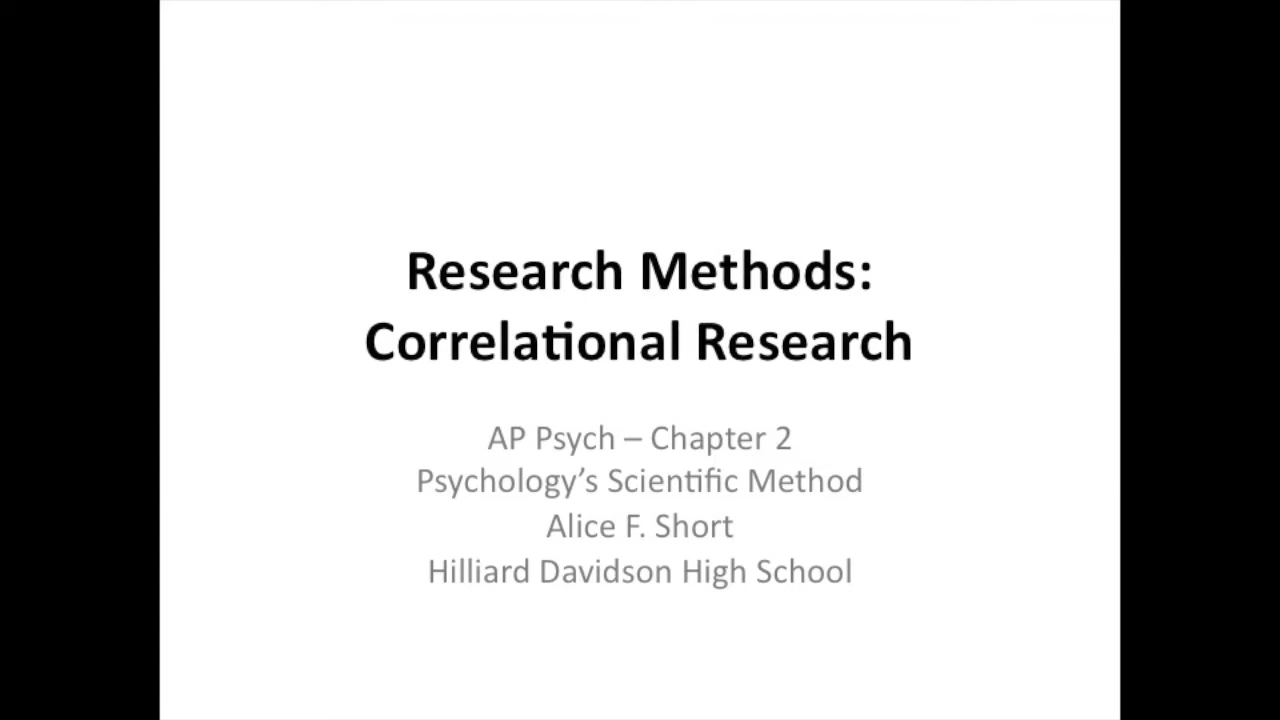 Research Methods:
Correlational Research
AP Psych – Chapter 2
Psychology’s Scientific Method
Alice F. Short
Hilliard Davidson High School